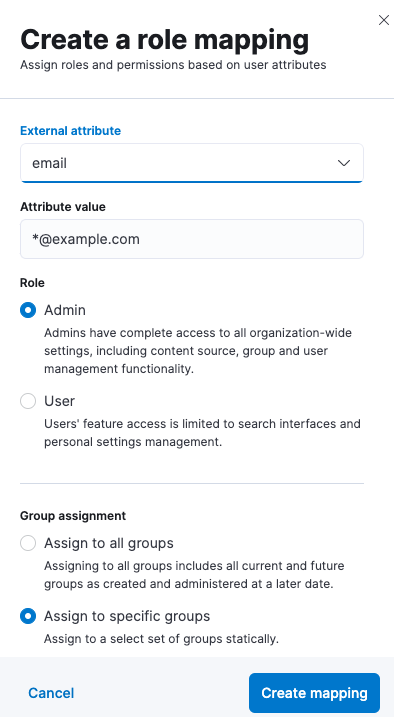 Create a role mapping
Assign roles and permissions based on user attributes
External attribute
email
Attribute value
*@example.com
Role
Admin
Admins have complete access to all organization-wide
settings, including content source, group and user
management functionality.
User
Users' feature access is limited to search interfaces and
personal settings management.
Group assignment
Assign to all groups
Assigning to all groups includes all current and future
groups as created and administered at a later date.
Assign to specific groups
Assign to a select set of groups statically.
Cancel
Create mapping